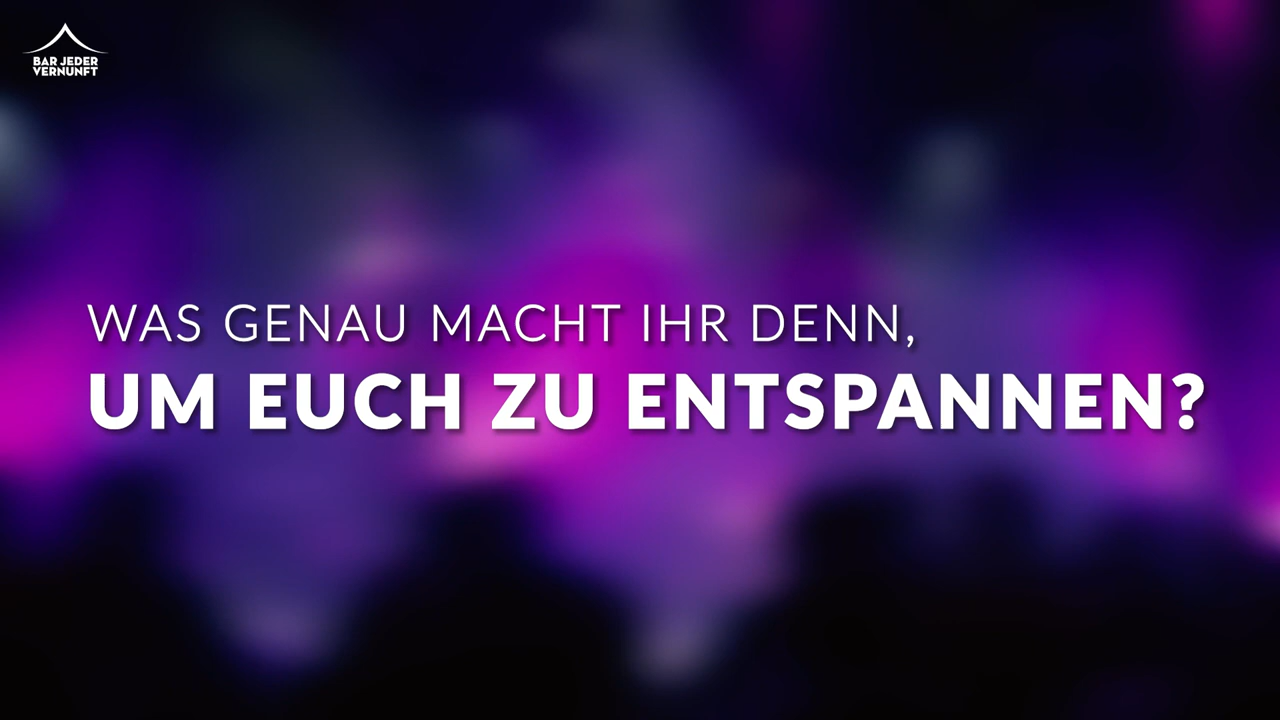 BAR JEDER
VERNUNFT
WAS GENAU MACHT IHR DENN,
UM EUCH ZU ENTSPANNEN?